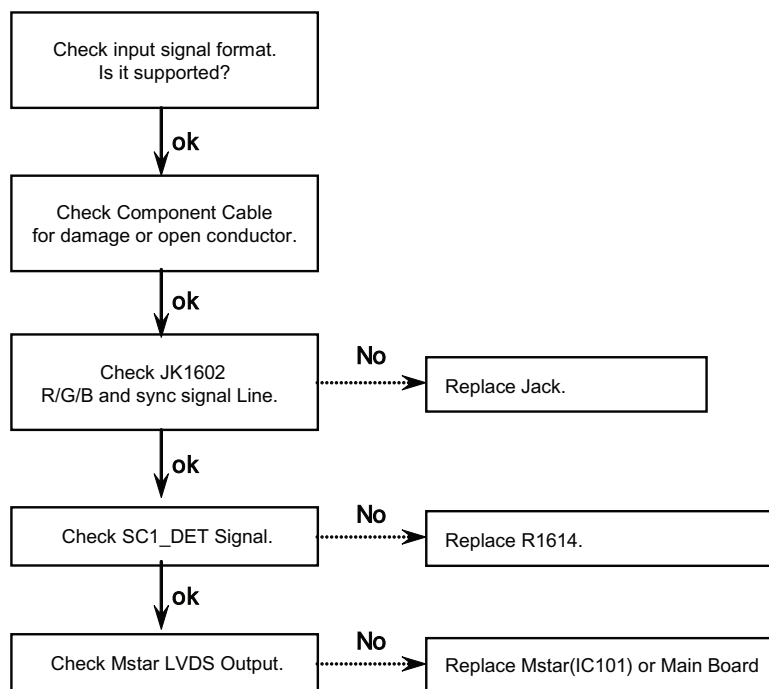 Check input signal format.
Is it supported?
ok
Check Component Cable
for damage or open conductor.
ok
Check JK1602
R/G/B and sync signal Line.
No
Replace Jack.
ok
Check SC1_DET Signal.
No
Replace R1614.
ok
Check Mstar LVDS Output.
No
Replace Mstar(IC101) or Main Board